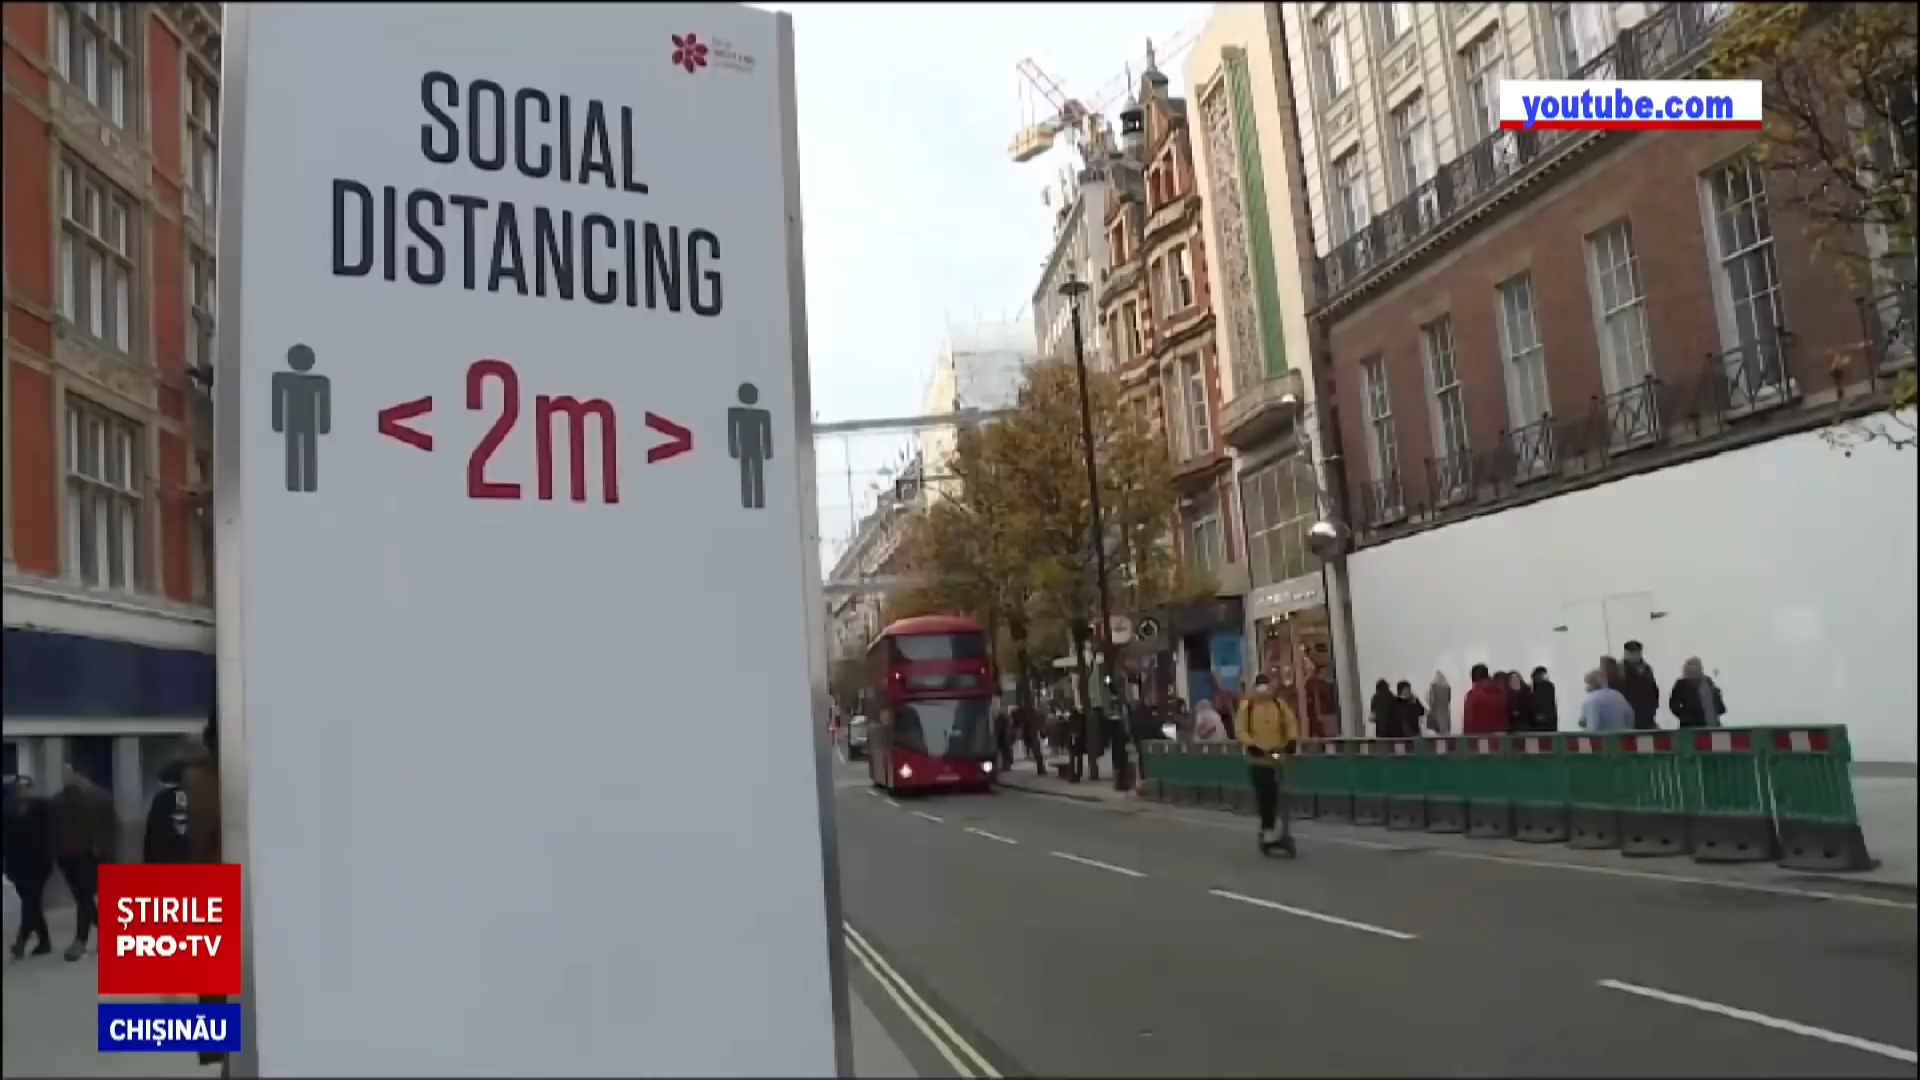 SOCIAL
DISTANCING
< 2m >
youtube.com
ȘTIRILE
PRO•TV
CHIȘINĂU